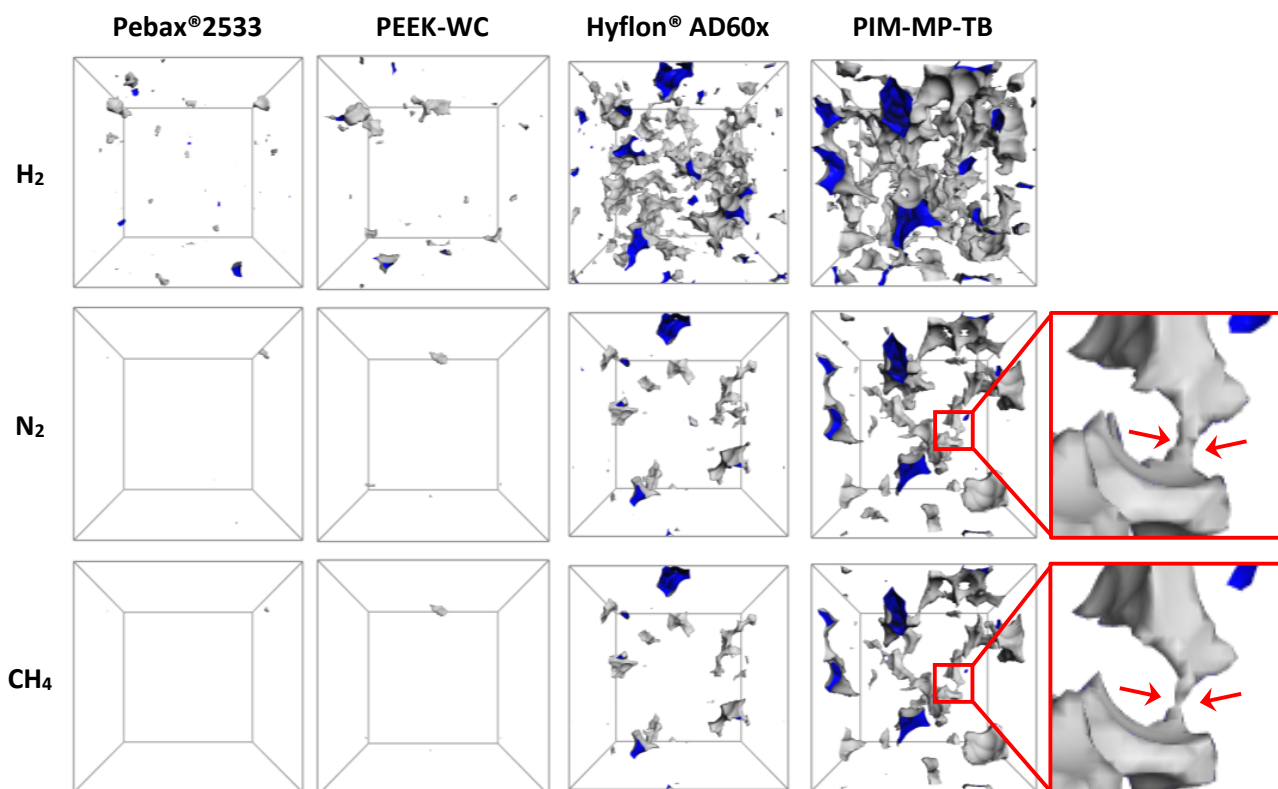 Pebax®2533 PEEK-WC Hyflon® AD60x PIM-MP-TB
H₂
N₂
CH₄